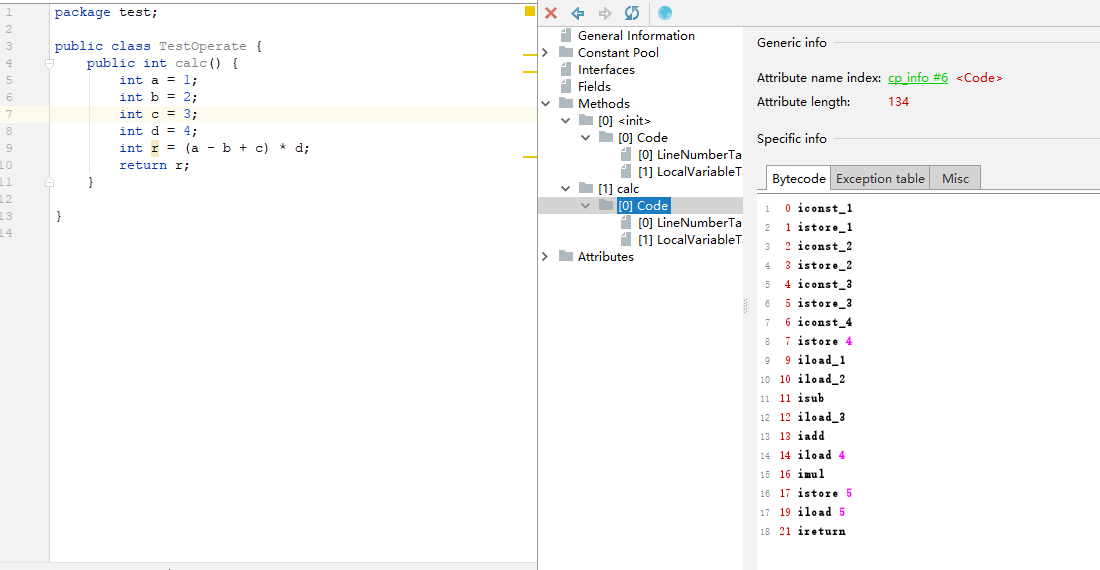 1 package test;
2
3 public class TestOperate {
4 public int calc() {
5 int a = 1;
6 int b = 2;
7 int c = 3;
8 int d = 4;
9 int r = (a - b + c) * d;
10 return r;
11 }
12
13 }
14
General Information
Constant Pool
Interfaces
Fields
Methods
[0] <init>
[0] Code
[0] LineNumberTa
[1] LocalVariableT
[1] calc
[0] Code
[0] LineNumberTa
[1] LocalVariableTa
Attributes
Generic info
Attribute name index: cp_info #6 <Code>
Attribute length: 134
Specific info
Bytecode Exception table Misc
1 0 iconst_1
2 1 istore_1
3 2 iconst_2
4 3 istore_2
5 4 iconst_3
6 5 istore_3
7 6 iconst_4
8 7 istore 4
9 9 iload_1
10 10 iload_2
11 11 isub
12 12 iload_3
13 13 iadd
14 14 iload 4
15 16 imul
16 17 istore 5
17 19 iload 5
18 21 ireturn